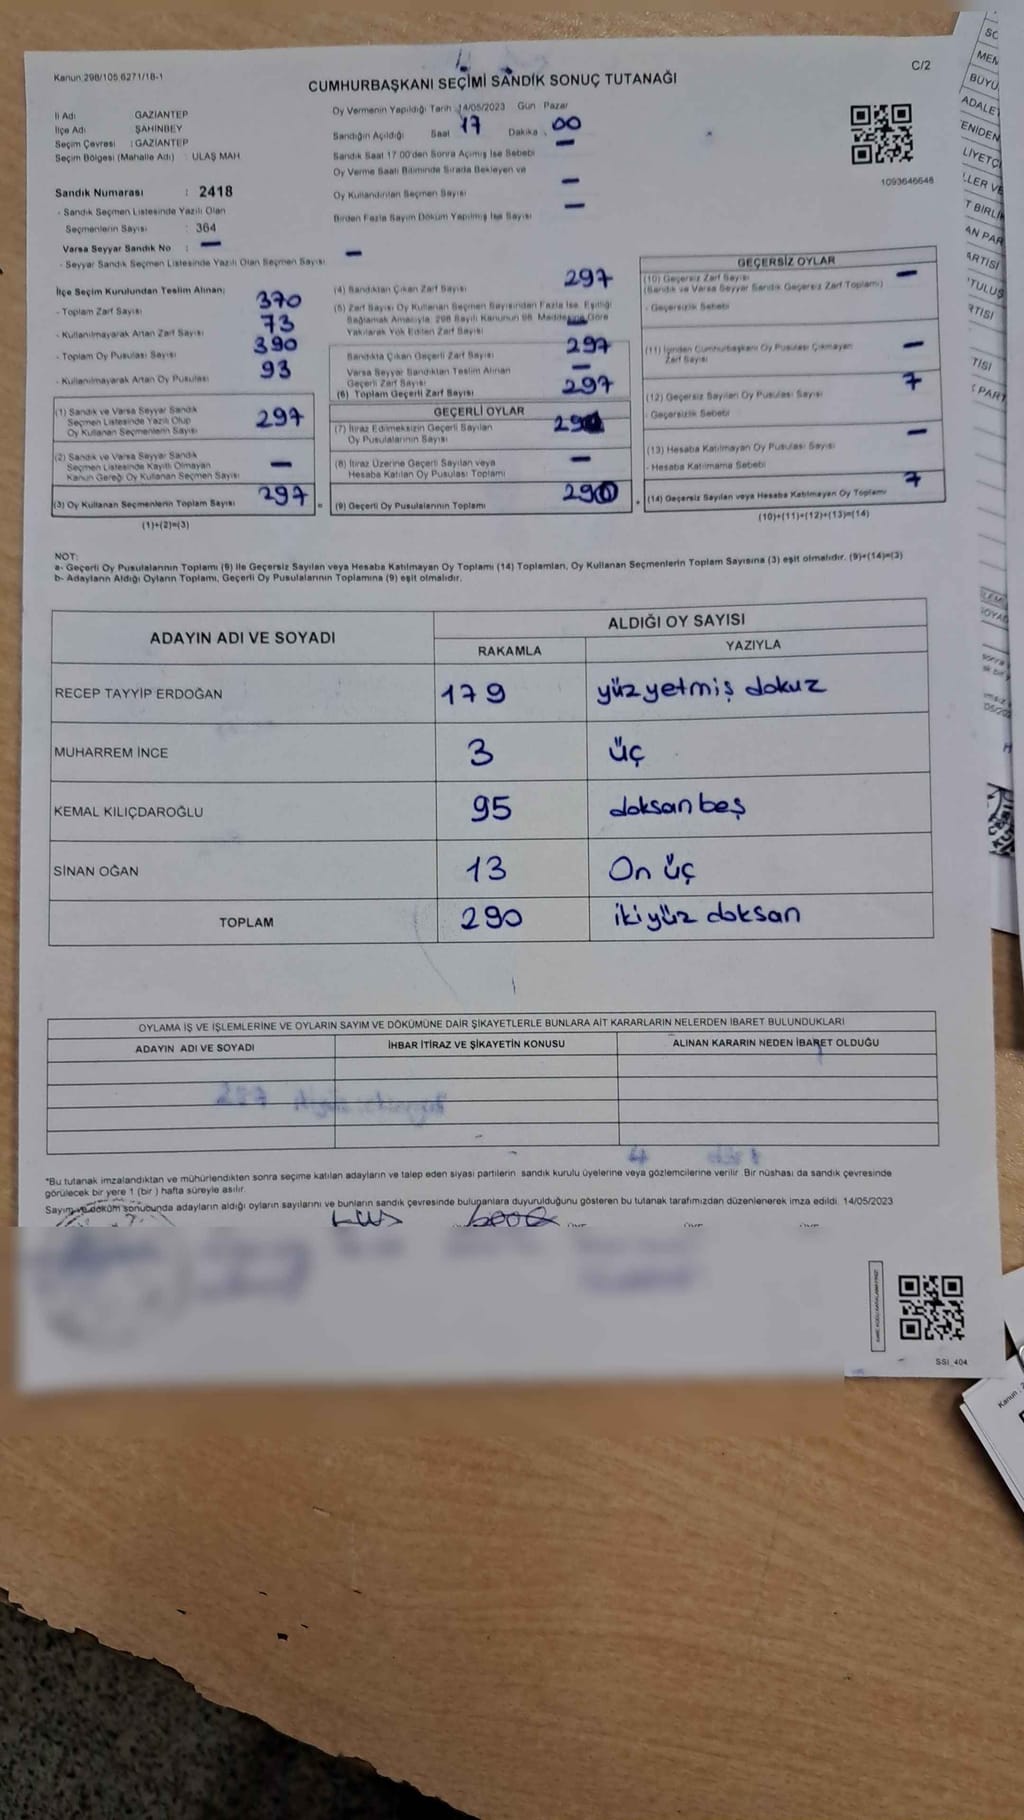 Kanun:298/105,6271/18-1
C/2
CUMHURBAŞKANI SEÇİMİ SANDIK SONUÇ TUTANAĞI
İl Adı GAZİANTEP
İlçe Adı ŞAHİNBEY
Seçim Çevresi : GAZİANTEP
Seçim Bölgesi (Mahalle Adı) : ULAŞ MAH
Sandık Numarası : 2418
- Sandık Seçmen Listesinde Yazılı Olan
Seçmenlerin Sayısı : 364
Varsa Seyyar Sandık No : —
- Seyyar Sandık Seçmen Listesinde Yazılı Olan Seçmen Sayısı —
Oy Vermenin Yapıldığı Tarih 14/05/2023 Gün : Pazar
Sandığın Açıldığı Saat 17 Dakika : 00
Sandık Saat 17.00'den Sonra Açılmış İse Sebebi —
Oy Verme Saati Bitiminde Sırada Bekleyen ve
Oy Kullandırılan Seçmen Sayısı —
Birden Fazla Sayım Döküm Yapılmış İse Sayısı —
1093646648
İlçe Seçim Kurulundan Teslim Alınan;
- Toplam Zarf Sayısı 370
- Kullanılmayarak Artan Zarf Sayısı 73
- Toplam Oy Pusulası Sayısı 390
- Kullanılmayarak Artan Oy Pusulası 93
(1) Sandık ve Varsa Seyyar Sandık
Seçmen Listesinde Yazılı Olup
Oy Kullanan Seçmenlerin Sayısı 297
(2) Sandık ve Varsa Seyyar Sandık
Seçmen Listesinde Kayıtlı Olmayan
Kanun Gereği Oy Kullanan Seçmen Sayısı —
(3) Oy Kullanan Seçmenlerin Toplam Sayısı 297
(1)+(2)=(3)
(4) Sandıktan Çıkan Zarf Sayısı 297
(5) Zarf Sayısı Oy Kullanan Seçmen Sayısından Fazla İse, Eşitliği
Sağlamak Amacıyla, 298 Sayılı Kanunun 98. Maddesine Göre
Yakılarak Yok Edilen Zarf Sayısı —
Sandıkta Çıkan Geçerli Zarf Sayısı 297
Varsa Seyyar Sandıktan Teslim Alınan
Geçerli Zarf Sayısı —
(6) Toplam Geçerli Zarf Sayısı 297
GEÇERLİ OYLAR
(7) İtiraz Edilmeksizin Geçerli Sayılan
Oy Pusulalarının Sayısı
(8) İtiraz Üzerine Geçerli Sayılan veya
Hesaba Katılan Oy Pusulası Toplamı —
(9) Geçerli Oy Pusulalarının Toplamı 290
GEÇERSİZ OYLAR
(10) Geçersiz Zarf Sayısı —
(Sandık ve Varsa Seyyar Sandık Geçersiz Zarf Toplamı)
- Geçersizlik Sebebi
(11) İçinden Cumhurbaşkanı Oy Pusulası Çıkmayan
Zarf Sayısı —
(12) Geçersiz Sayılan Oy Pusulası Sayısı 7
- Geçersizlik Sebebi
(13) Hesaba Katılmayan Oy Pusulası Sayısı —
- Hesaba Katılmama Sebebi
(14) Geçersiz Sayılan veya Hesaba Katılmayan Oy Toplamı 7
(10)+(11)+(12)+(13)=(14)
NOT:
a- Geçerli Oy Pusulalarının Toplamı (9) ile Geçersiz Sayılan veya Hesaba Katılmayan Oy Toplamı (14) Toplamları, Oy Kullanan Seçmenlerin Toplam Sayısına (3) eşit olmalıdır. (9)+(14)=(3)
b- Adayların Aldığı Oyların Toplamı, Geçerli Oy Pusulalarının Toplamına (9) eşit olmalıdır.
ADAYIN ADI VE SOYADI ALDIĞI OY SAYISI
RAKAMLA YAZIYLA
RECEP TAYYİP ERDOĞAN 179 yüz yetmiş dokuz
MUHARREM İNCE 3 üç
KEMAL KILIÇDAROĞLU 95 doksan beş
SİNAN OĞAN 13 On üç
TOPLAM 290 iki yüz doksan
OYLAMA İŞ VE İŞLEMLERİNE VE OYLARIN SAYIM VE DÖKÜMÜNE DAİR ŞİKAYETLERLE BUNLARA AİT KARARLARIN NELERDEN İBARET BULUNDUKLARI
ADAYIN ADI VE SOYADI İHBAR İTİRAZ VE ŞİKAYETİN KONUSU ALINAN KARARIN NEDEN İBARET OLDUĞU
*Bu tutanak imzalandıktan ve mühürlendikten sonra seçime katılan adayların ve talep eden siyasi partilerin sandık kurulu üyelerine veya gözlemcilerine verilir. Bir nüshası da sandık çevresinde
görülecek bir yere 1 (bir) hafta süreyle asılır.
Sayım ve döküm sonucunda adayların aldığı oyların sayılarını ve bunların sandık çevresinde bulunanlara duyurulduğunu gösteren bu tutanak tarafımızdan düzenlenerek imza edildi. 14/05/2023
SSI_404